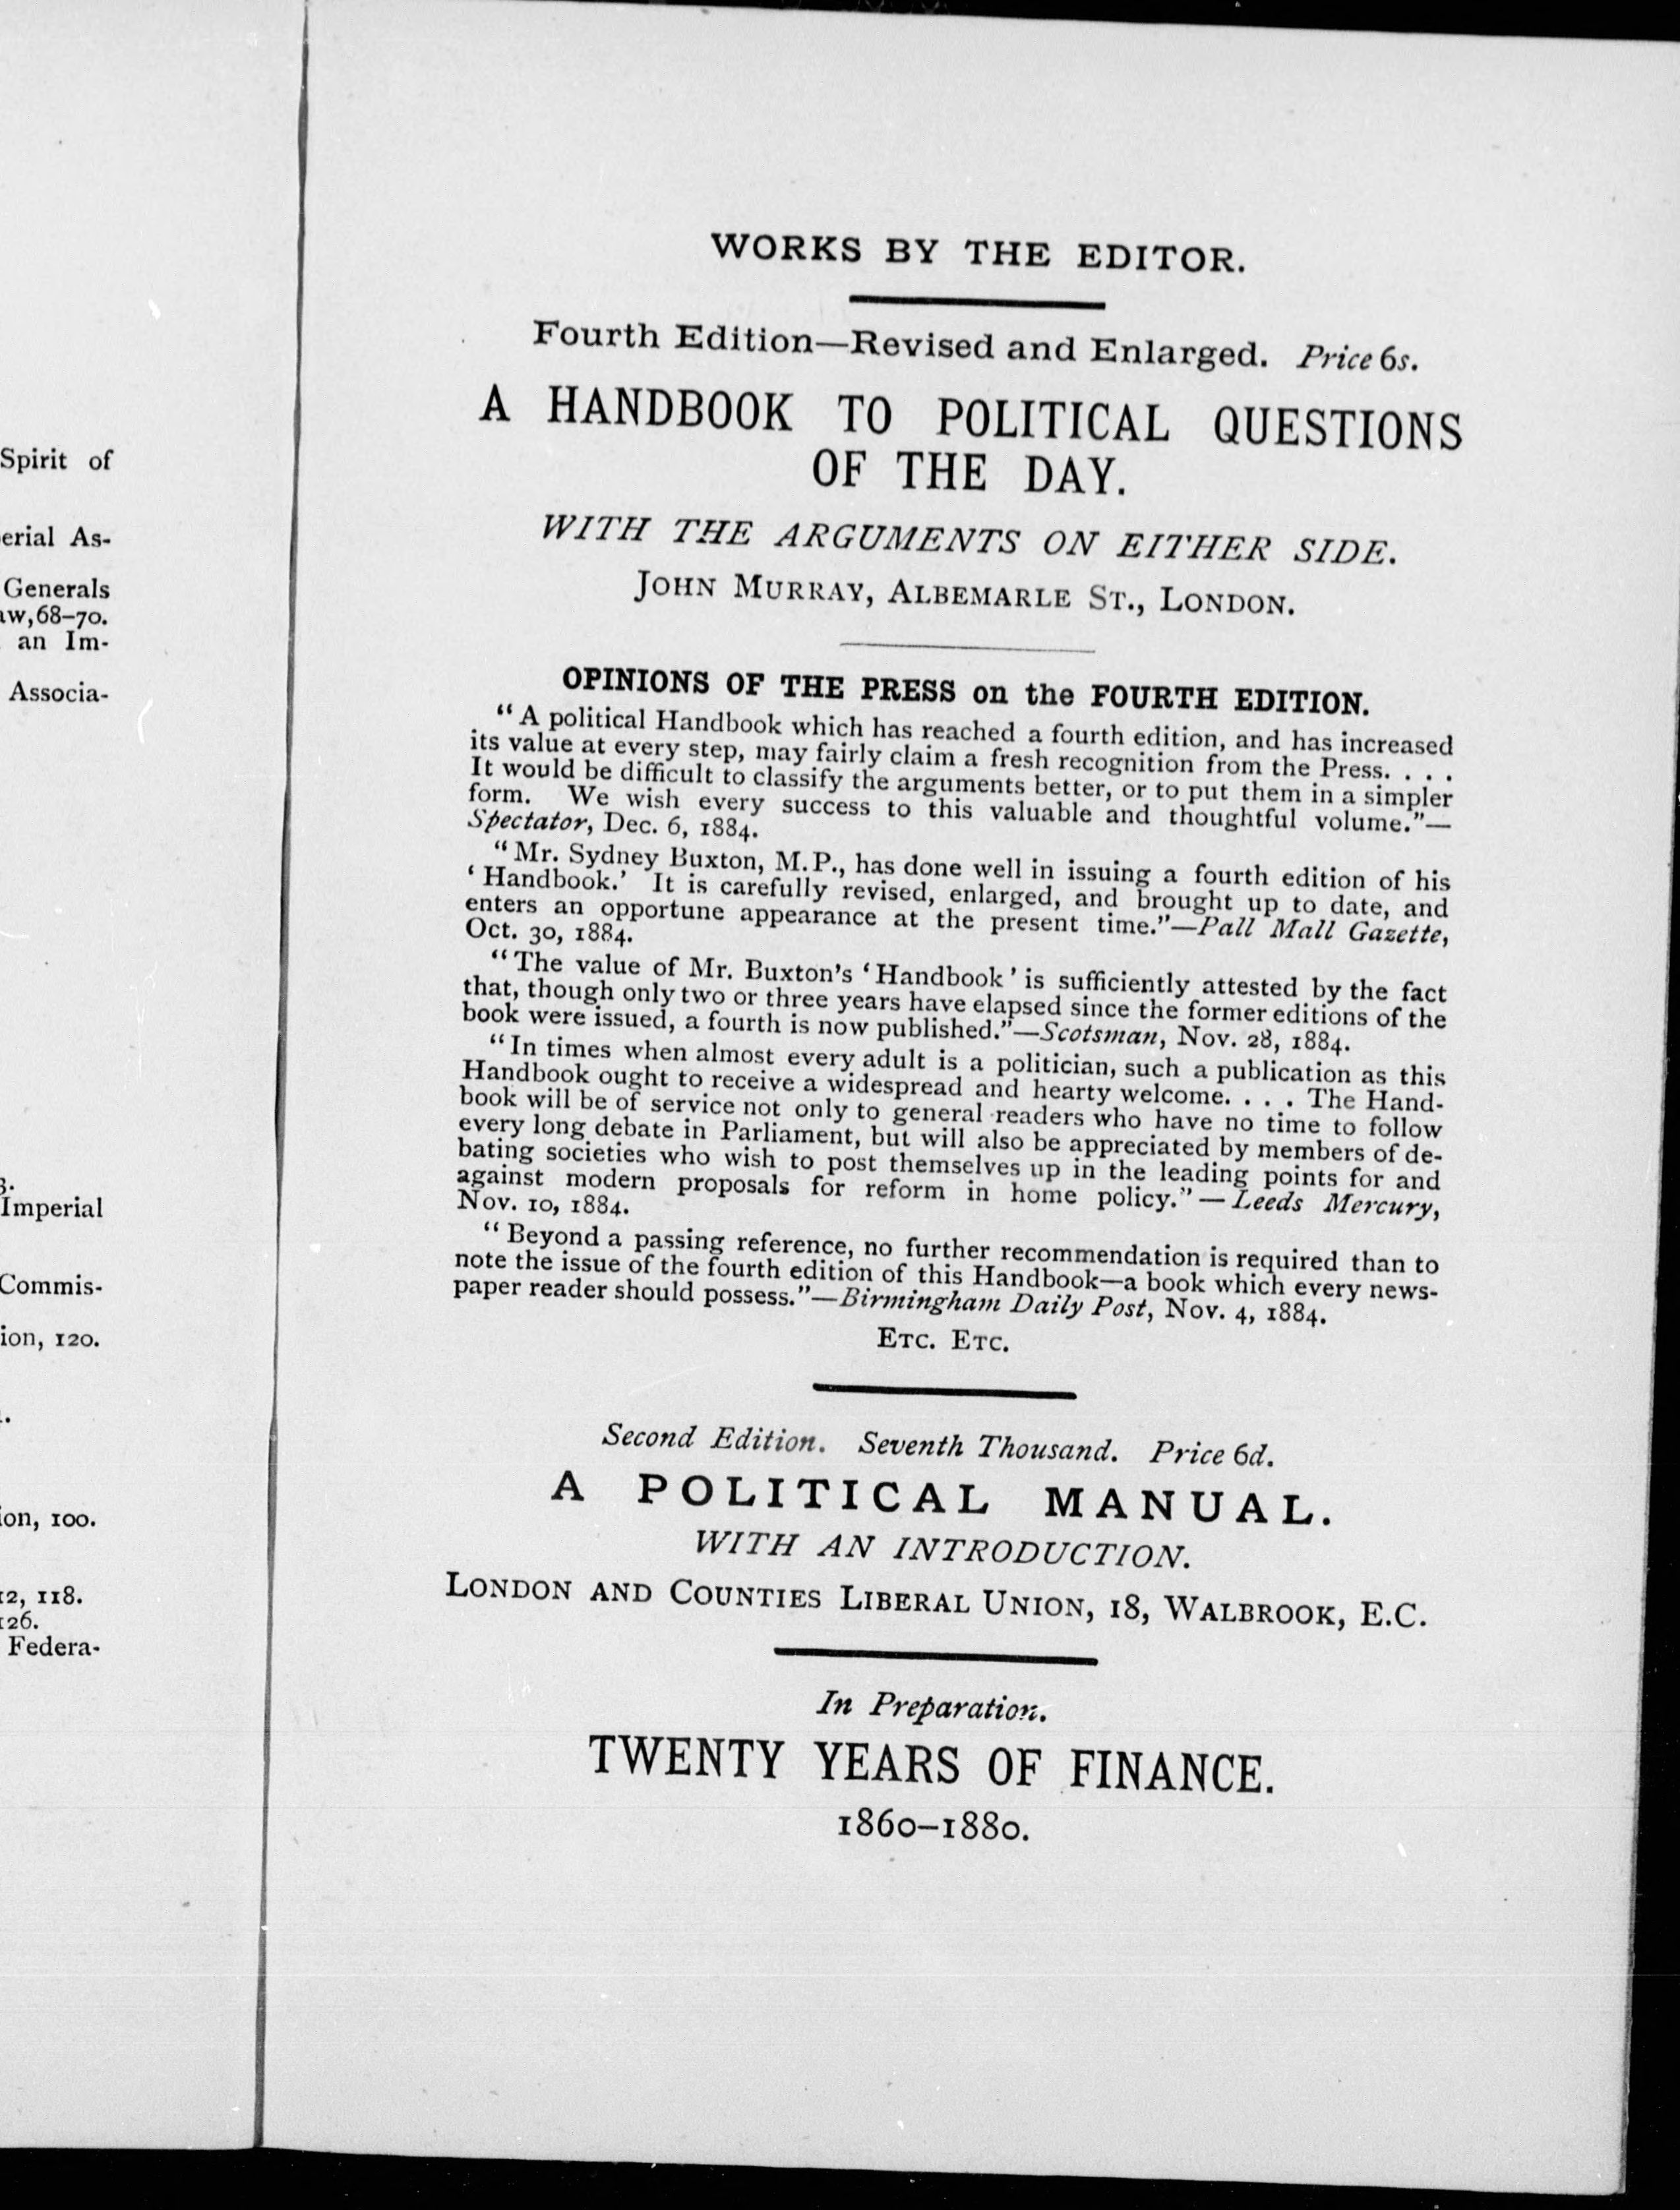 Spirit of
erial As-
Generals
aw, 68–70.
an Im-
Associa-
3.
Imperial
Commis-
ion, 120.
ion, 100.
12, 118.
126.
Federa-
WORKS BY THE EDITOR.
Fourth Edition—Revised and Enlarged. Price 6s.
A HANDBOOK TO POLITICAL QUESTIONS
OF THE DAY.
WITH THE ARGUMENTS ON EITHER SIDE.
JOHN MURRAY, ALBEMARLE ST., LONDON.
OPINIONS OF THE PRESS on the FOURTH EDITION.
“A political Handbook which has reached a fourth edition, and has increased
its value at every step, may fairly claim a fresh recognition from the Press. . . .
It would be difficult to classify the arguments better, or to put them in a simpler
form. We wish every success to this valuable and thoughtful volume.”—
Spectator, Dec. 6, 1884.
“Mr. Sydney Buxton, M.P., has done well in issuing a fourth edition of his
‘Handbook.’ It is carefully revised, enlarged, and brought up to date, and
enters an opportune appearance at the present time.”—Pall Mall Gazette,
Oct. 30, 1884.
“The value of Mr. Buxton’s ‘Handbook’ is sufficiently attested by the fact
that, though only two or three years have elapsed since the former editions of the
book were issued, a fourth is now published.”—Scotsman, Nov. 28, 1884.
“In times when almost every adult is a politician, such a publication as this
Handbook ought to receive a widespread and hearty welcome. . . . The Hand-
book will be of service not only to general readers who have no time to follow
every long debate in Parliament, but will also be appreciated by members of de-
bating societies who wish to post themselves up in the leading points for and
against modern proposals for reform in home policy.”—Leeds Mercury,
Nov. 10, 1884.
“Beyond a passing reference, no further recommendation is required than to
note the issue of the fourth edition of this Handbook—a book which every news-
paper reader should possess.”—Birmingham Daily Post, Nov. 4, 1884.
ETC. ETC.
Second Edition. Seventh Thousand. Price 6d.
A POLITICAL MANUAL.
WITH AN INTRODUCTION.
LONDON AND COUNTIES LIBERAL UNION, 18, WALBROOK, E.C.
In Preparation.
TWENTY YEARS OF FINANCE.
1860–1880.